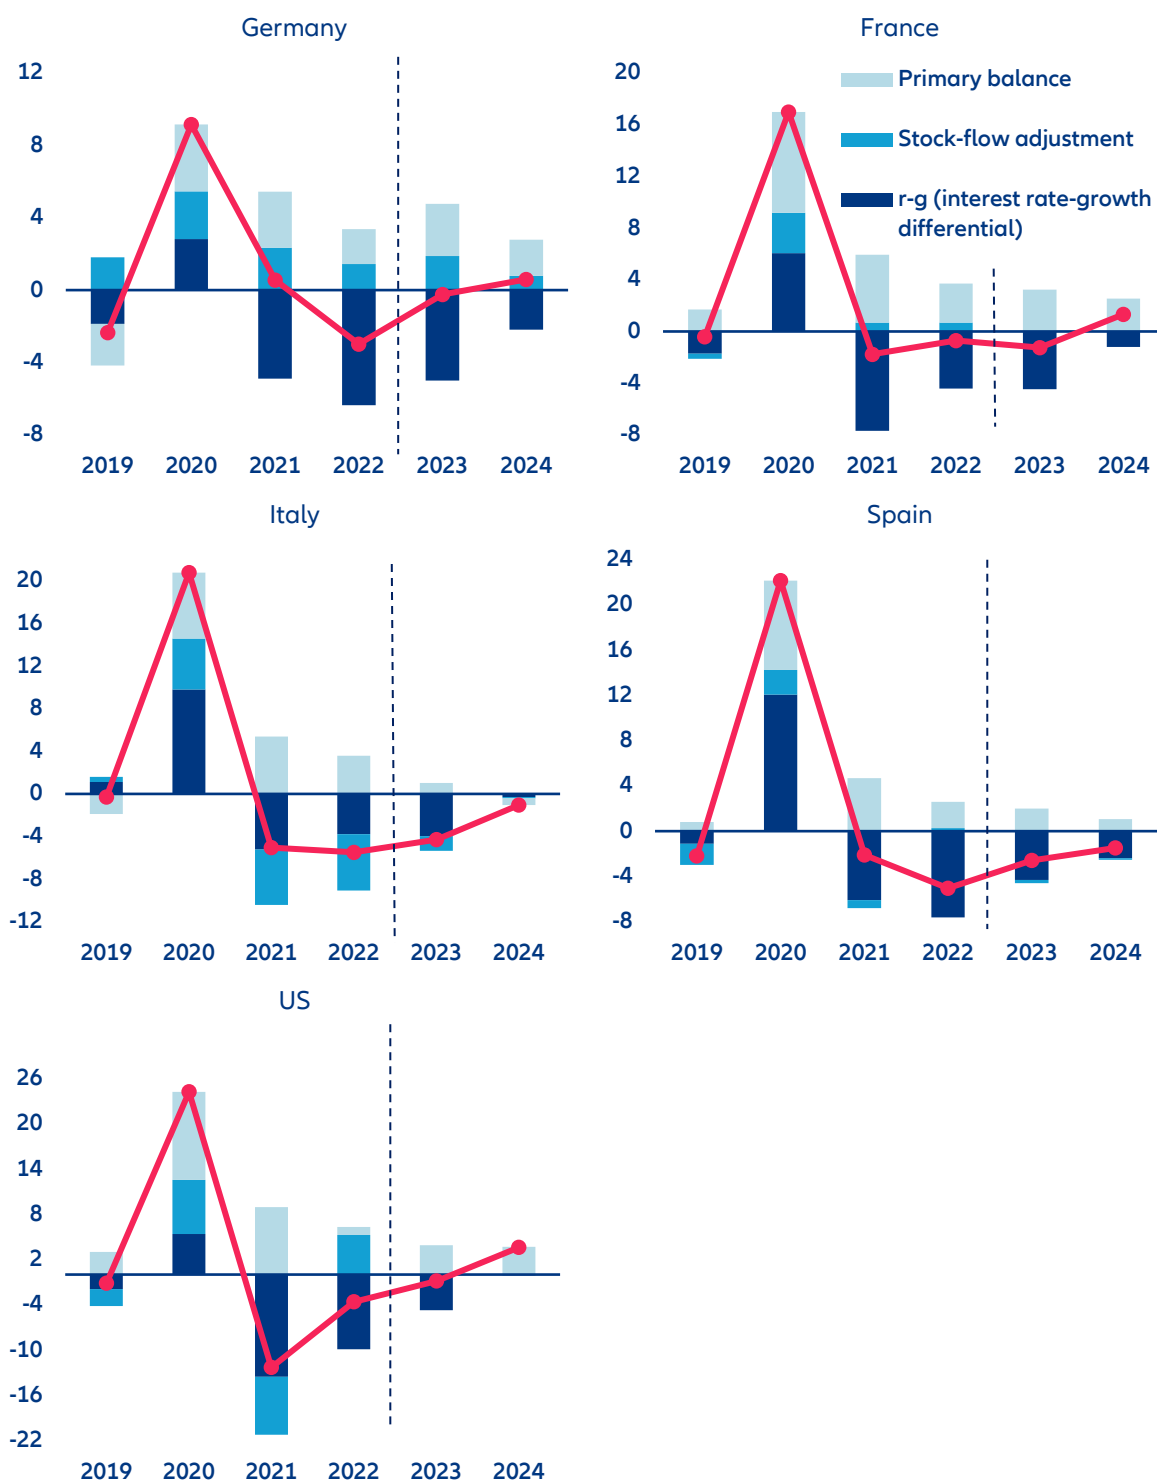 Germany
12
8
4
0
-4
-8
2019 2020 2021 2022 2023 2024
France
20
16
12
8
4
0
-4
-8
Primary balance
Stock-flow adjustment
r-g (interest rate-growth
differential)
2019 2020 2021 2022 2023 2024
Italy
20
16
12
8
4
0
-4
-8
-12
2019 2020 2021 2022 2023 2024
Spain
24
20
16
12
8
4
0
-4
-8
2019 2020 2021 2022 2023 2024
US
26
20
14
8
2
-4
-10
-16
-22
2019 2020 2021 2022 2023 2024